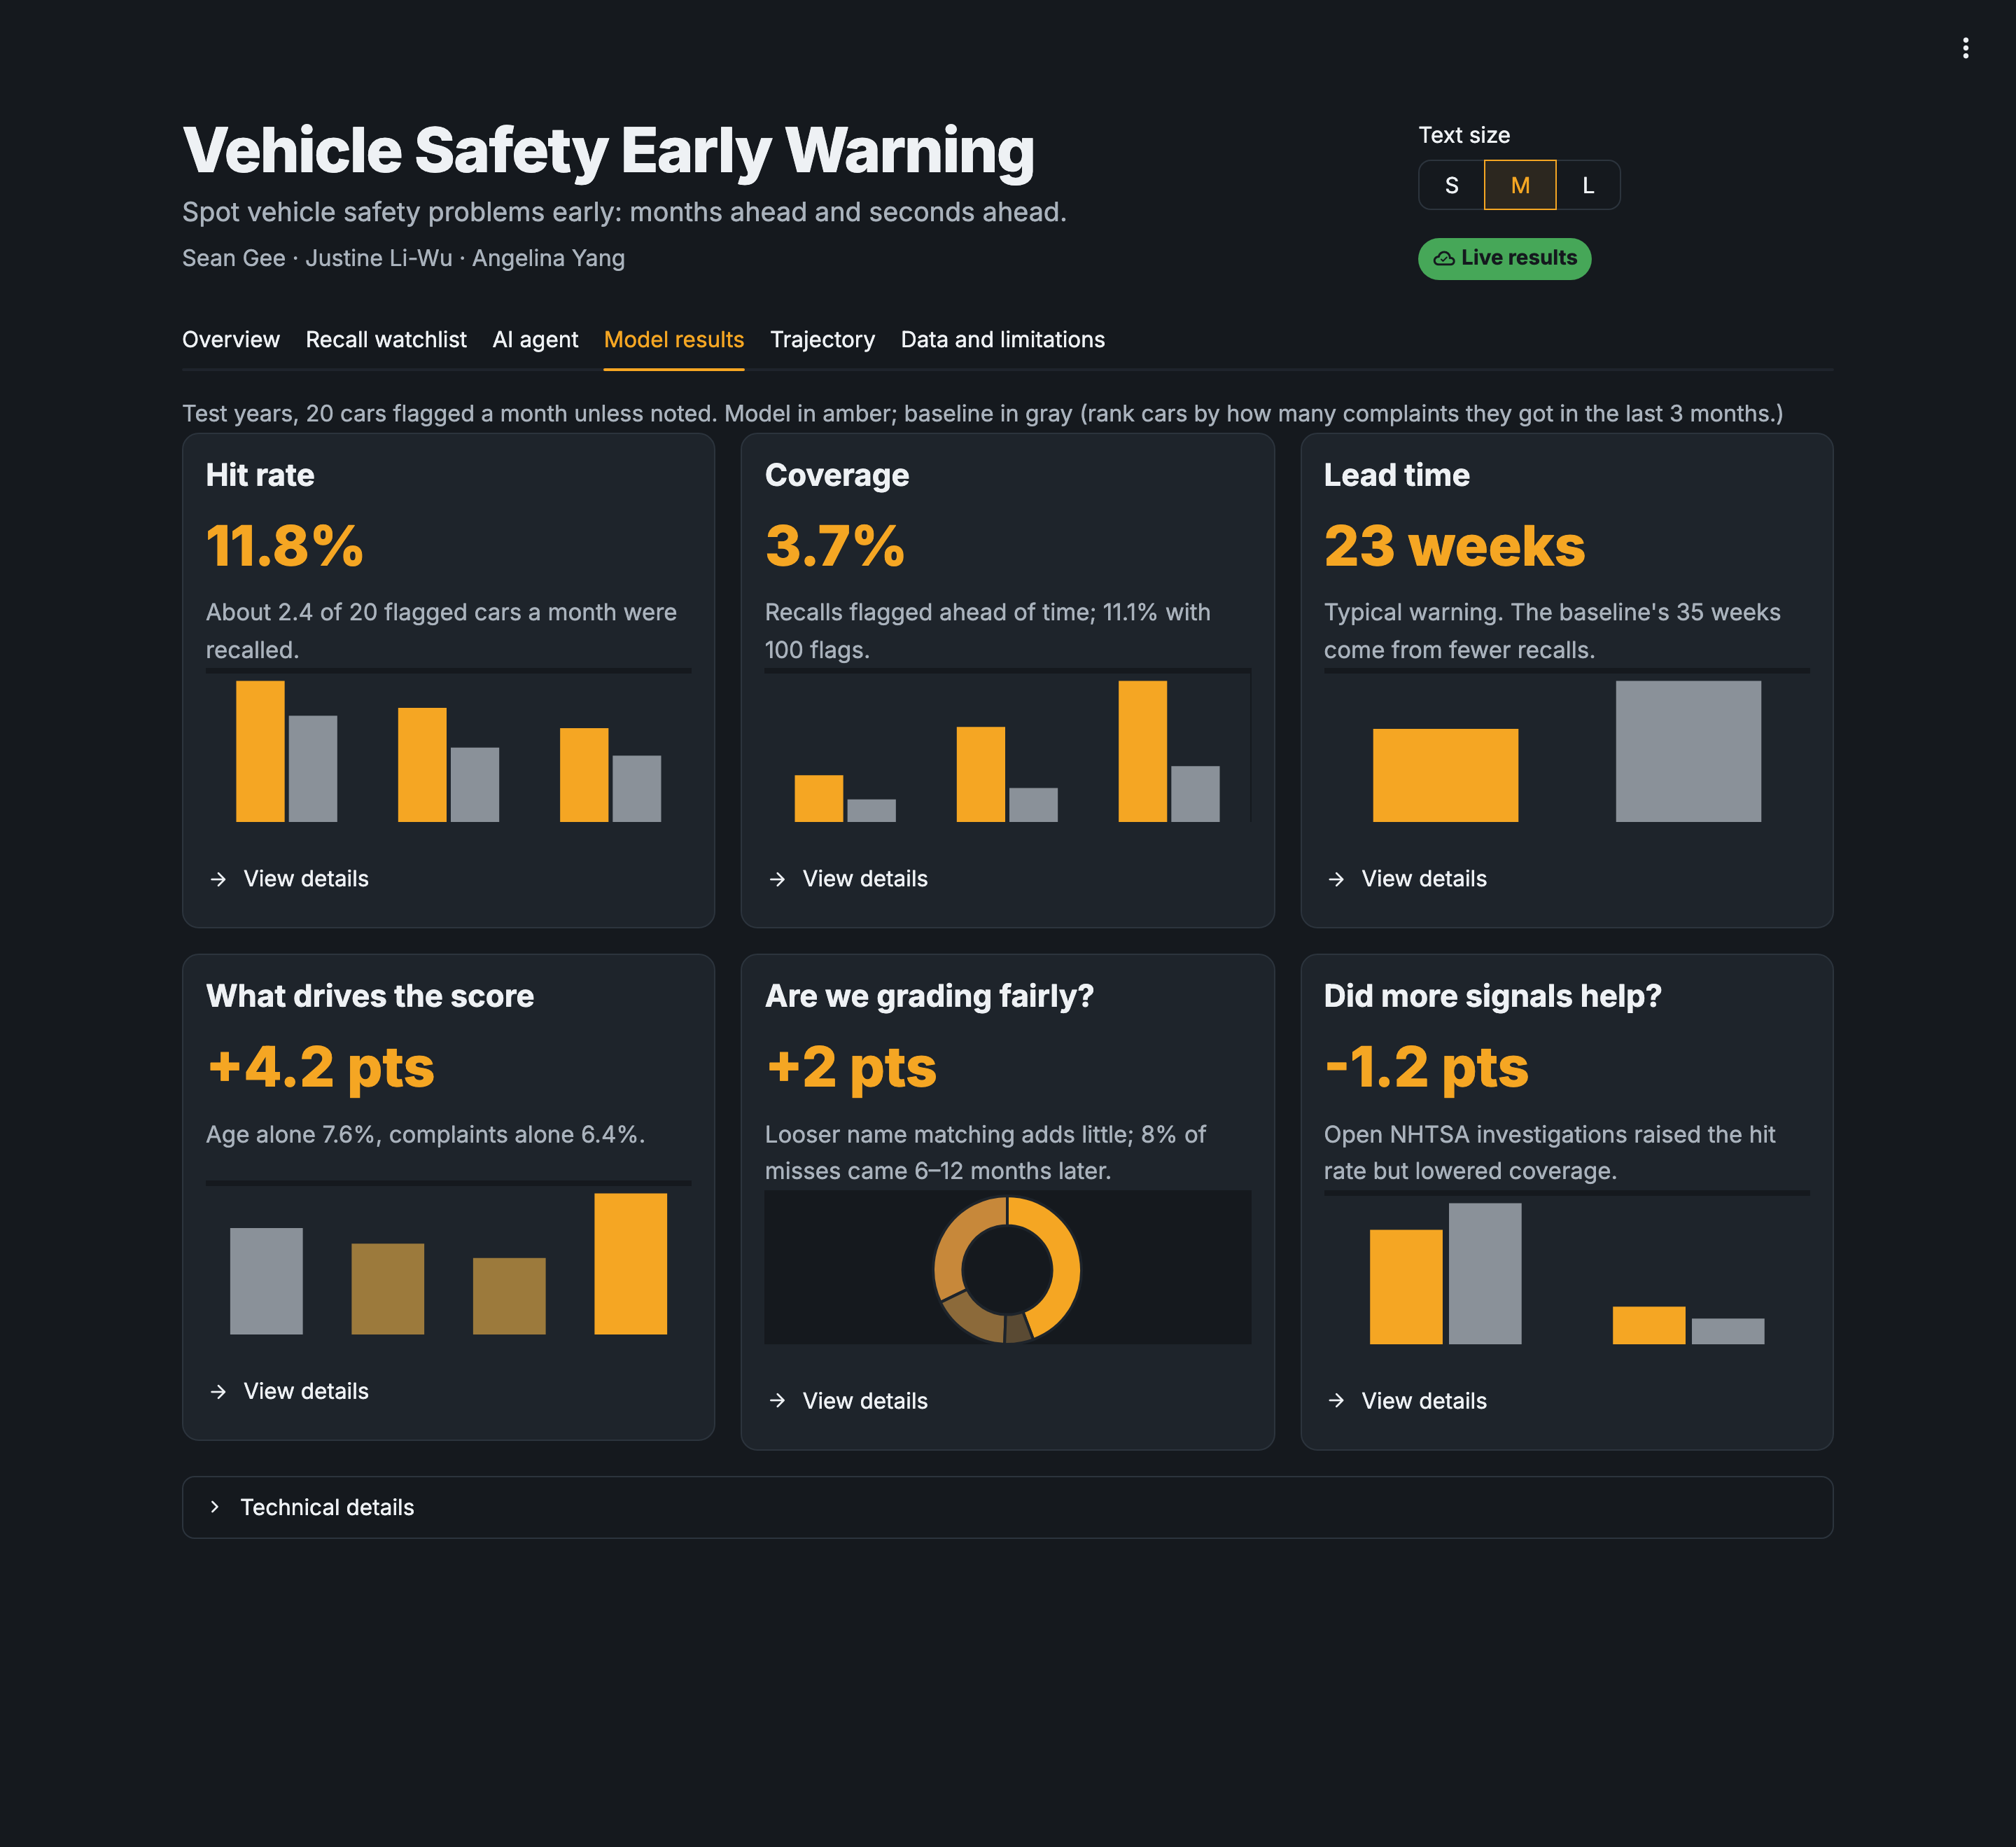 Vehicle Safety Early Warning
Spot vehicle safety problems early: months ahead and seconds ahead.
Sean Gee · Justine Li-Wu · Angelina Yang
Text size
S M L
Live results
Overview Recall watchlist AI agent Model results Trajectory Data and limitations
Test years, 20 cars flagged a month unless noted. Model in amber; baseline in gray (rank cars by how many complaints they got in the last 3 months.)
Hit rate
11.8%
About 2.4 of 20 flagged cars a month were
recalled.
View details
Coverage
3.7%
Recalls flagged ahead of time; 11.1% with
100 flags.
View details
Lead time
23 weeks
Typical warning. The baseline's 35 weeks
come from fewer recalls.
View details
What drives the score
+4.2 pts
Age alone 7.6%, complaints alone 6.4%.
View details
Are we grading fairly?
+2 pts
Looser name matching adds little; 8% of
misses came 6–12 months later.
View details
Did more signals help?
-1.2 pts
Open NHTSA investigations raised the hit
rate but lowered coverage.
View details
Technical details